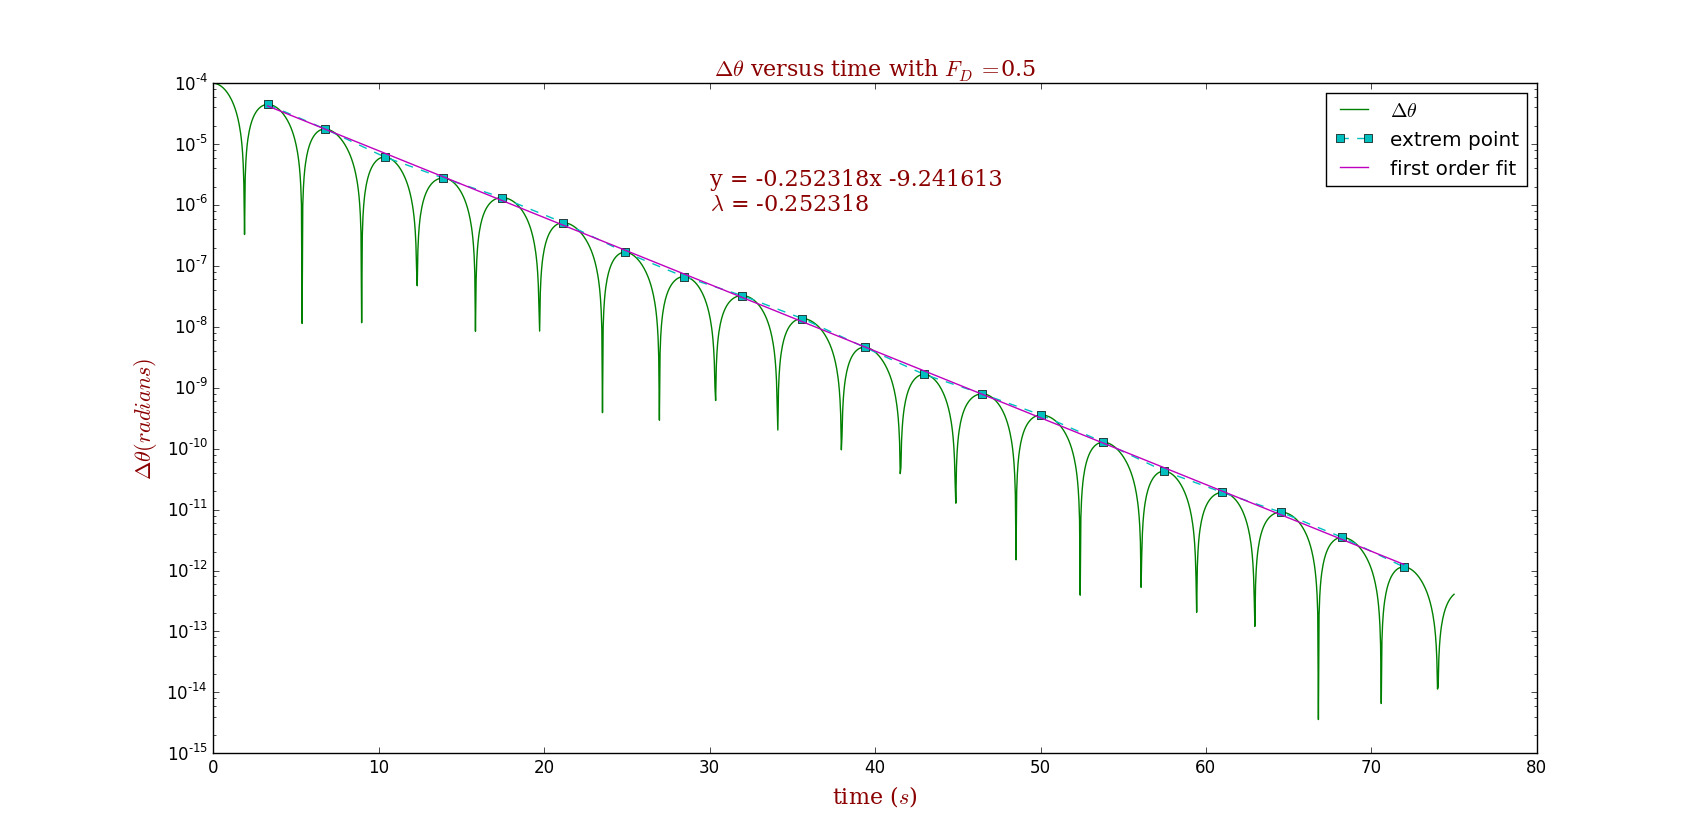 Δθ versus time with F_D =0.5
Δθ
extrem point
first order fit
y = -0.252318x -9.241613
λ = -0.252318
Δθ(radians)
10^-4
10^-5
10^-6
10^-7
10^-8
10^-9
10^-10
10^-11
10^-12
10^-13
10^-14
10^-15
0 10 20 30 40 50 60 70 80
time (s)